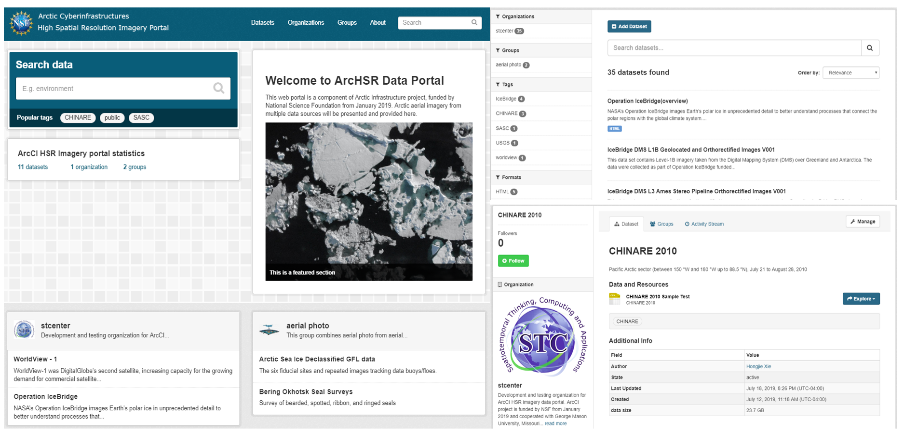 Arctic Cyberinfrastructures
High Spatial Resolution Imagery Portal
Datasets Organizations Groups About Search
Search data
E.g. environment
Popular tags CHINARE public SASC
ArcCI HSR Imagery portal statistics
11 datasets 1 organization 2 groups
Welcome to ArcHSR Data Portal
This web portal is a component of Arctic Infrastructure project, funded by
National Science Foundation from January 2019. Arctic aerial imagery from
multiple data sources will be presented and provided here.
This is a featured section
stcenter
Development and testing organization for ArcCI...
WorldView - 1
WorldView-1 was DigitalGlobe's second satellite, increasing capacity for the growing
demand for commercial satellite...
Operation IceBridge
NASA's Operation IceBridge images Earth's polar ice in unprecedented detail to
better understand processes that...
aerial photo
This group combines aerial photo from aerial...
Arctic Sea Ice Declassified GFL data
The six fiducial sites and repeated images tracking data buoys/floes
Bering Okhotsk Seal Surveys
Survey of bearded, spotted, ribbon, and ringed seals
Organizations
stcenter
Groups
aerial photo
Tags
IceBridge
CHINARE
SASC
USGS
worldview
Formats
HTML
Add Dataset
Search datasets...
35 datasets found
Order by: Relevance
Operation IceBridge(overview)
NASA's Operation IceBridge images Earth's polar ice in unprecedented detail to better understand processes that connect the
polar regions with the global climate system...
HTML
IceBridge DMS L1B Geolocated and Orthorectified Images V001
This data set contains Level-1B imagery taken from the Digital Mapping System (DMS) over Greenland and Antarctica. The
data were collected as part of Operation IceBridge funded...
IceBridge DMS L3 Ames Stereo Pipeline Orthorectified Images V001
CHINARE 2010
Followers
0
Follow
Organization
Spatiotemporal Thinking, Computing and Applications
STC
stcenter
Development and testing organization for
ArcCI HSR imagery data portal. ArcCI
project is funded by NSF from January
2019 and cooperated with George Mason
University, Missouri... read more
Dataset Groups Activity Stream Manage
CHINARE 2010
Pacific Arctic sector (between 150 °W and 180 °W up to 88.5 °N), July 21 to August 28, 2010
Data and Resources
CHINARE 2010 Sample Test
CHINARE 2010
Explore
CHINARE
Additional Info
Field Value
Author Hongjie Xie
State active
Last Updated July 16, 2019, 8:26 PM (UTC-04:00)
Created July 12, 2019, 11:18 AM (UTC-04:00)
data size 23.7 GB